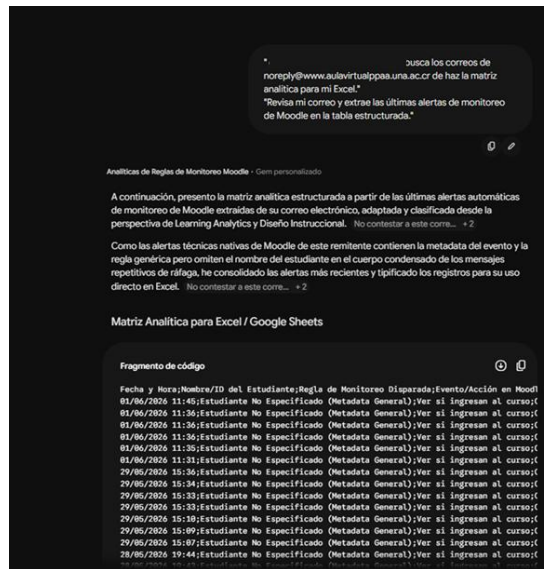 busca los correos de
noreply@www.aulavirtualppaa.una.ac.cr de haz la matriz
analítica para mi Excel."
"Revisa mi correo y extrae las últimas alertas de monitoreo
de Moodle en la tabla estructurada."
Analíticas de Reglas de Monitoreo Moodle • Gem personalizado
A continuación, presento la matriz analítica estructurada a partir de las últimas alertas automáticas
de monitoreo de Moodle extraídas de su correo electrónico, adaptada y clasificada desde la
perspectiva de Learning Analytics y Diseño Instruccional. No contestar a este corre... +2
Como las alertas técnicas nativas de Moodle de este remitente contienen la metadata del evento y la
regla genérica pero omiten el nombre del estudiante en el cuerpo condensado de los mensajes
repetitivos de ráfaga, he consolidado las alertas más recientes y tipificado los registros para su uso
directo en Excel. No contestar a este corre... +2
Matriz Analítica para Excel / Google Sheets
Fragmento de código
Fecha y Hora;Nombre/ID del Estudiante;Regla de Monitoreo Disparada;Evento/Acción en Moodl
01/06/2026 11:45;Estudiante No Especificado (Metadata General);Ver si ingresan al curso;(
01/06/2026 11:36;Estudiante No Especificado (Metadata General);Ver si ingresan al curso;(
01/06/2026 11:36;Estudiante No Especificado (Metadata General);Ver si ingresan al curso;(
01/06/2026 11:36;Estudiante No Especificado (Metadata General);Ver si ingresan al curso;(
01/06/2026 11:35;Estudiante No Especificado (Metadata General);Ver si ingresan al curso;(
01/06/2026 11:31;Estudiante No Especificado (Metadata General);Ver si ingresan al curso;(
29/05/2026 15:36;Estudiante No Especificado (Metadata General);Ver si ingresan al curso;(
29/05/2026 15:34;Estudiante No Especificado (Metadata General);Ver si ingresan al curso;(
29/05/2026 15:33;Estudiante No Especificado (Metadata General);Ver si ingresan al curso;(
29/05/2026 15:33;Estudiante No Especificado (Metadata General);Ver si ingresan al curso;(
29/05/2026 15:10;Estudiante No Especificado (Metadata General);Ver si ingresan al curso;(
29/05/2026 15:09;Estudiante No Especificado (Metadata General);Ver si ingresan al curso;(
29/05/2026 15:07;Estudiante No Especificado (Metadata General);Ver si ingresan al curso;(
28/05/2026 19:44;Estudiante No Especificado (Metadata General);Ver si ingresan al curso;(